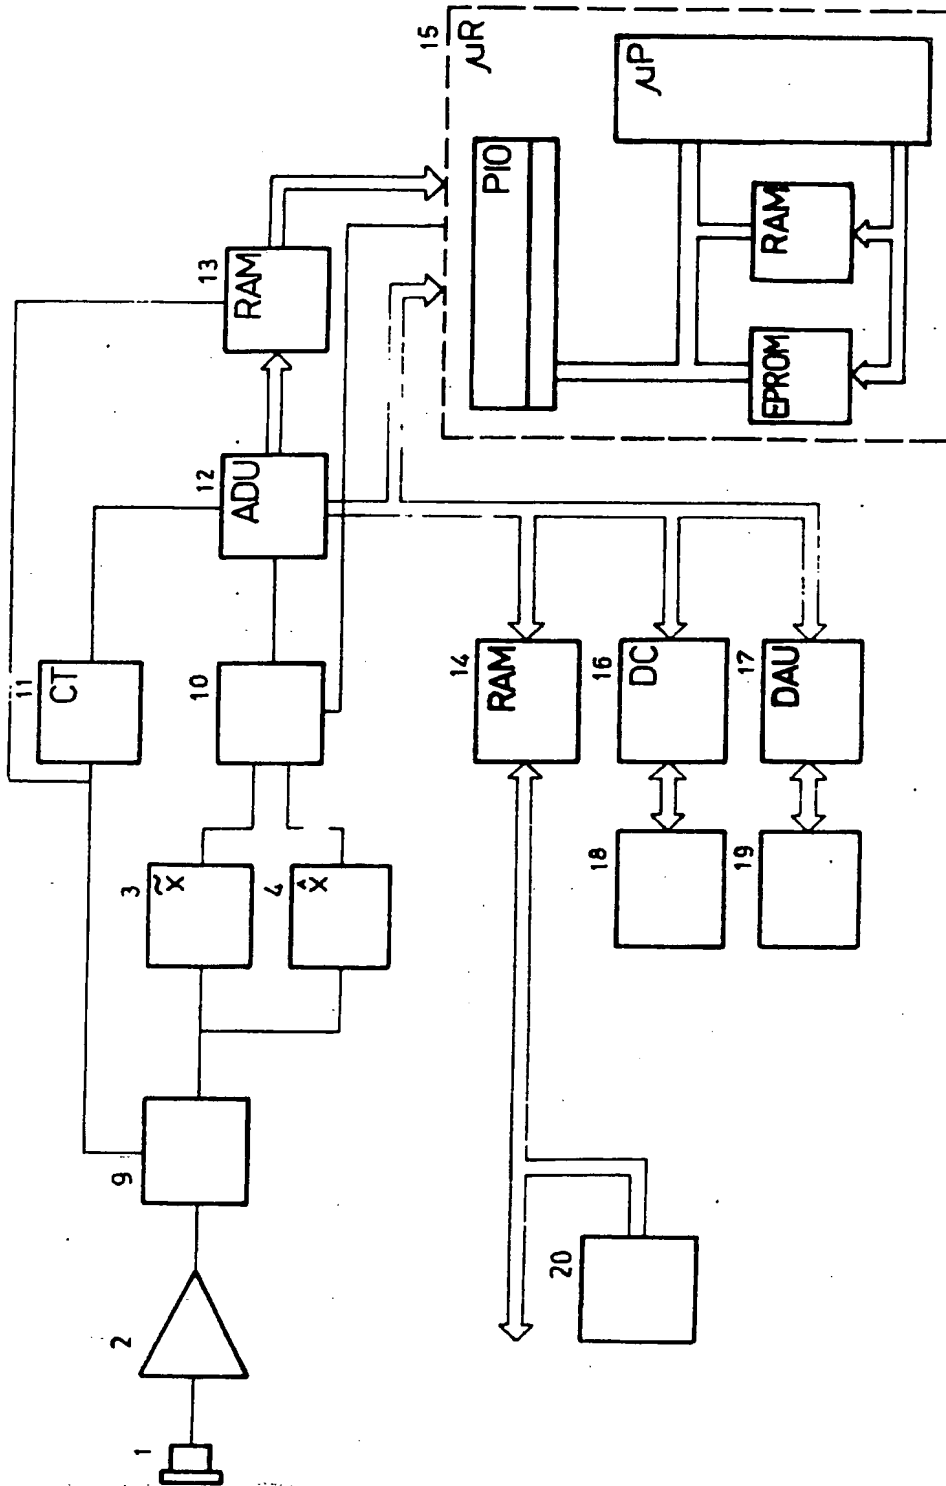 1
2
9
3
x̃
4
x̂
11
CT
10
12
ADU
13
RAM
15
μR
PIO
μP
RAM
EPROM
14
RAM
16
DC
17
DAU
18
19
20